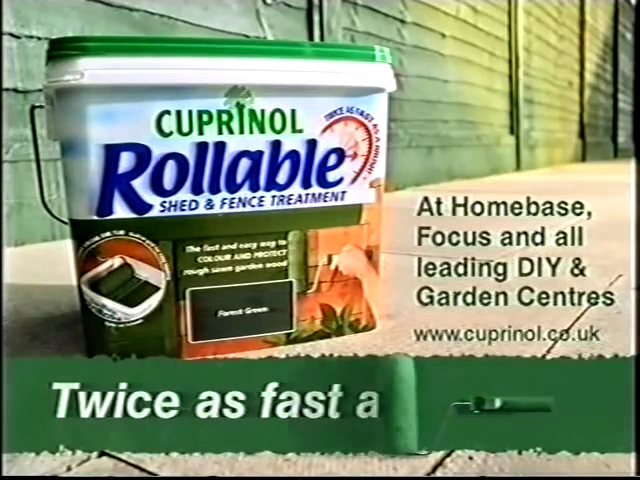 CUPRINOL
Rollable
SHED & FENCE TREATMENT
TWICE AS FAST AS A BRUSH
The fast and easy way to
COLOUR AND PROTECT
rough sawn garden wood
Forest Green
At Homebase,
Focus and all
leading DIY &
Garden Centres
www.cuprinol.co.uk
Twice as fast a